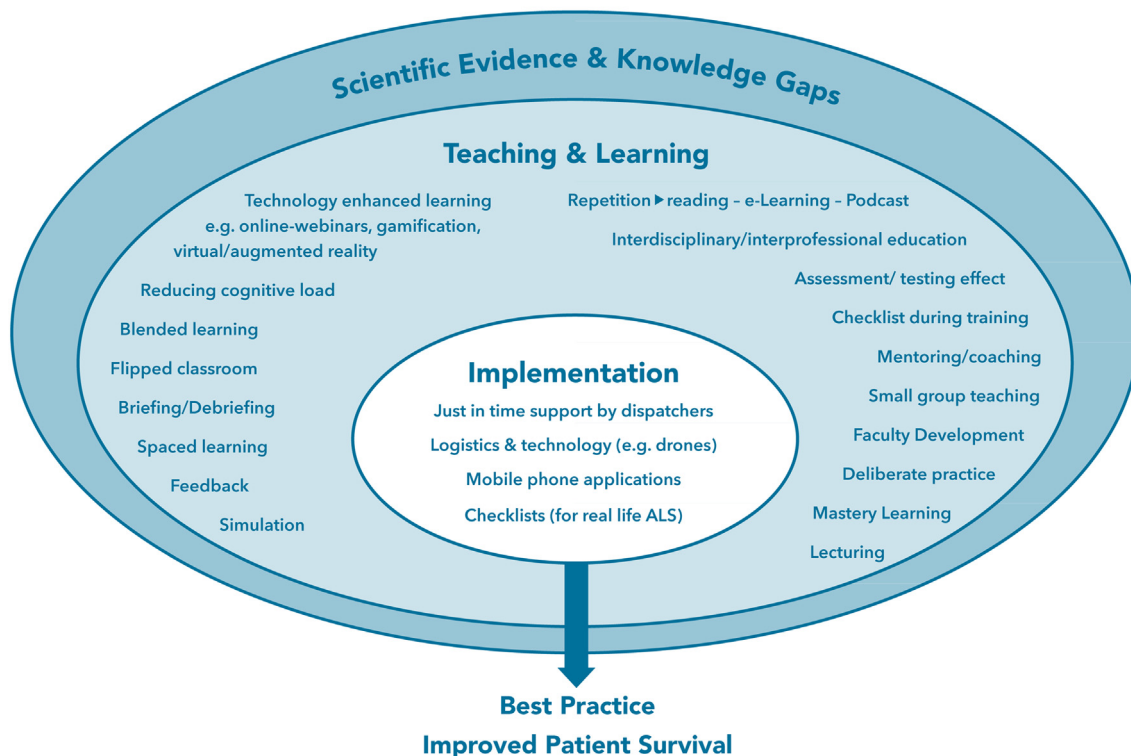 Scientific Evidence & Knowledge Gaps
Teaching & Learning
Technology enhanced learning
e.g. online-webinars, gamification,
virtual/augmented reality
Reducing cognitive load
Blended learning
Flipped classroom
Briefing/Debriefing
Spaced learning
Feedback
Simulation
Repetition ▶ reading – e-Learning – Podcast
Interdisciplinary/interprofessional education
Assessment/ testing effect
Checklist during training
Mentoring/coaching
Small group teaching
Faculty Development
Deliberate practice
Mastery Learning
Lecturing
Implementation
Just in time support by dispatchers
Logistics & technology (e.g. drones)
Mobile phone applications
Checklists (for real life ALS)
Best Practice
Improved Patient Survival